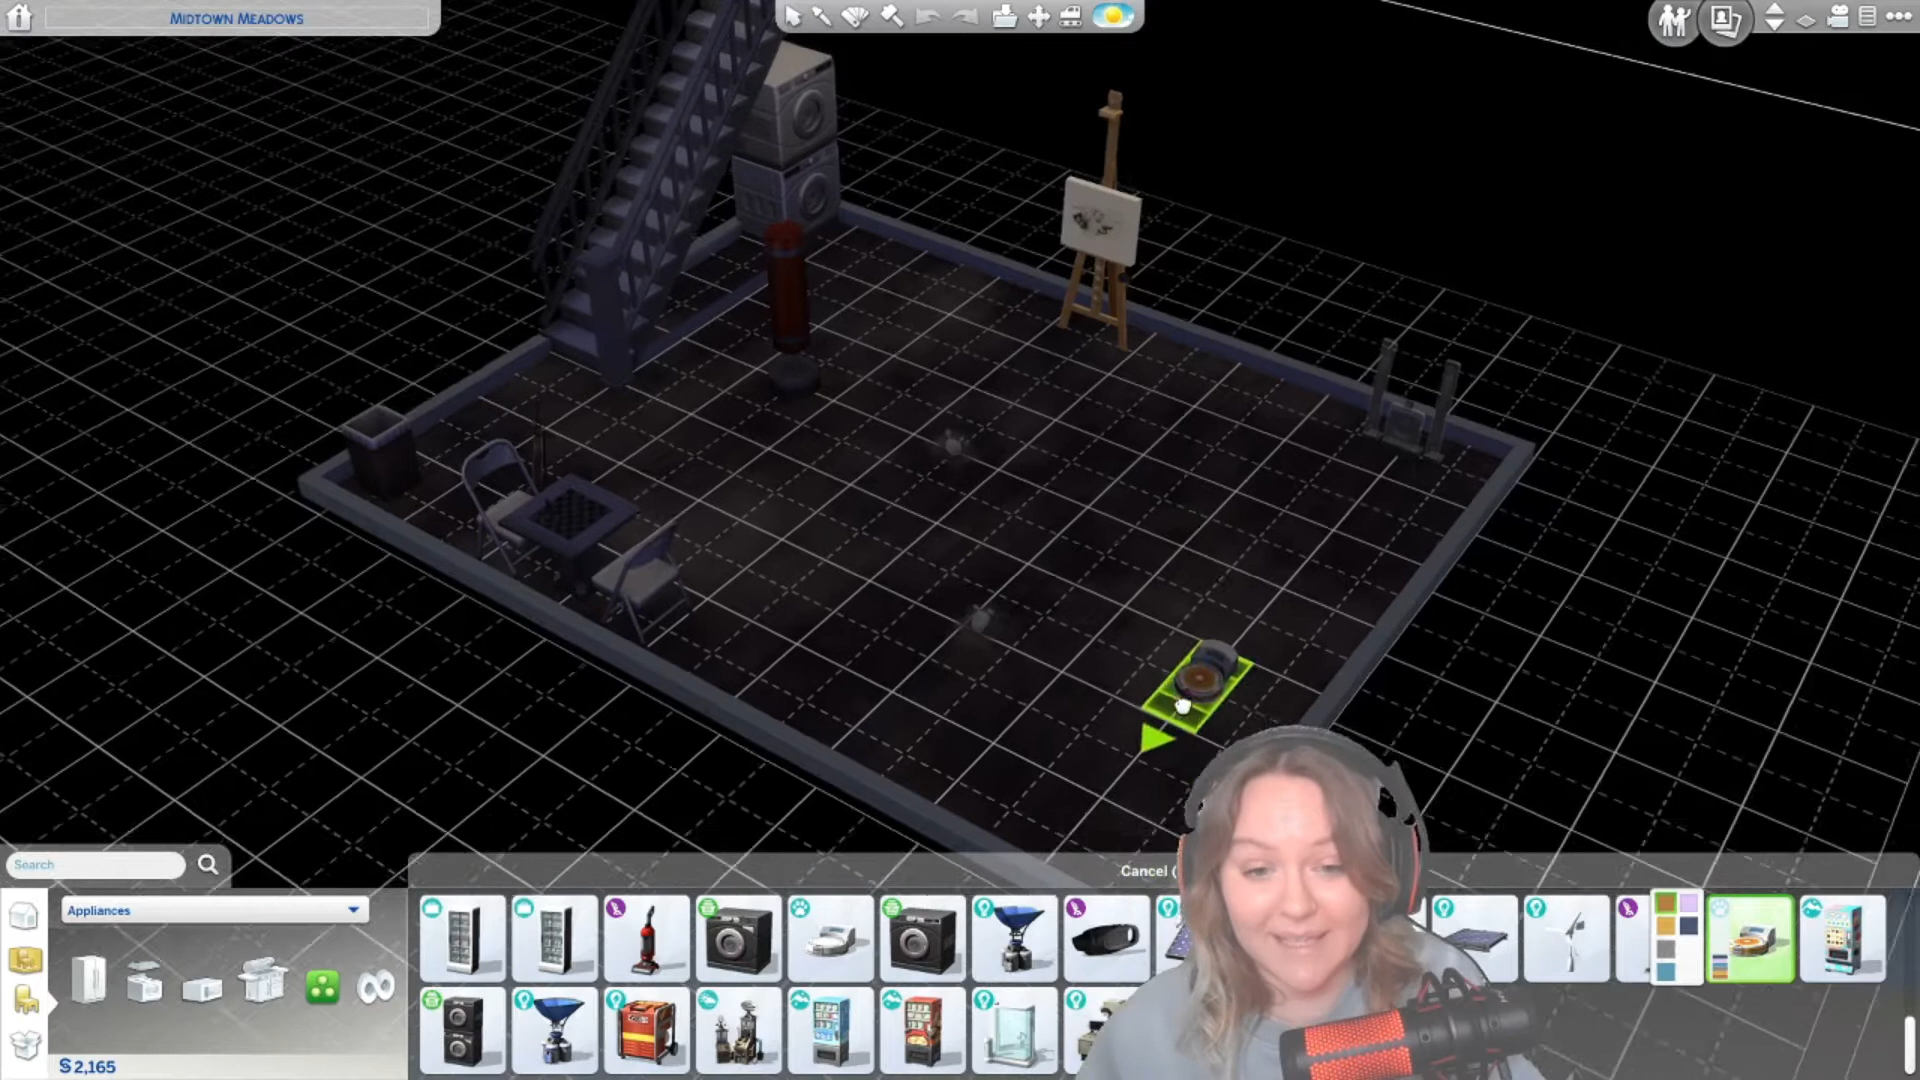 MIDTOWN MEADOWS
Cancel (
Search
Appliances
§2,165